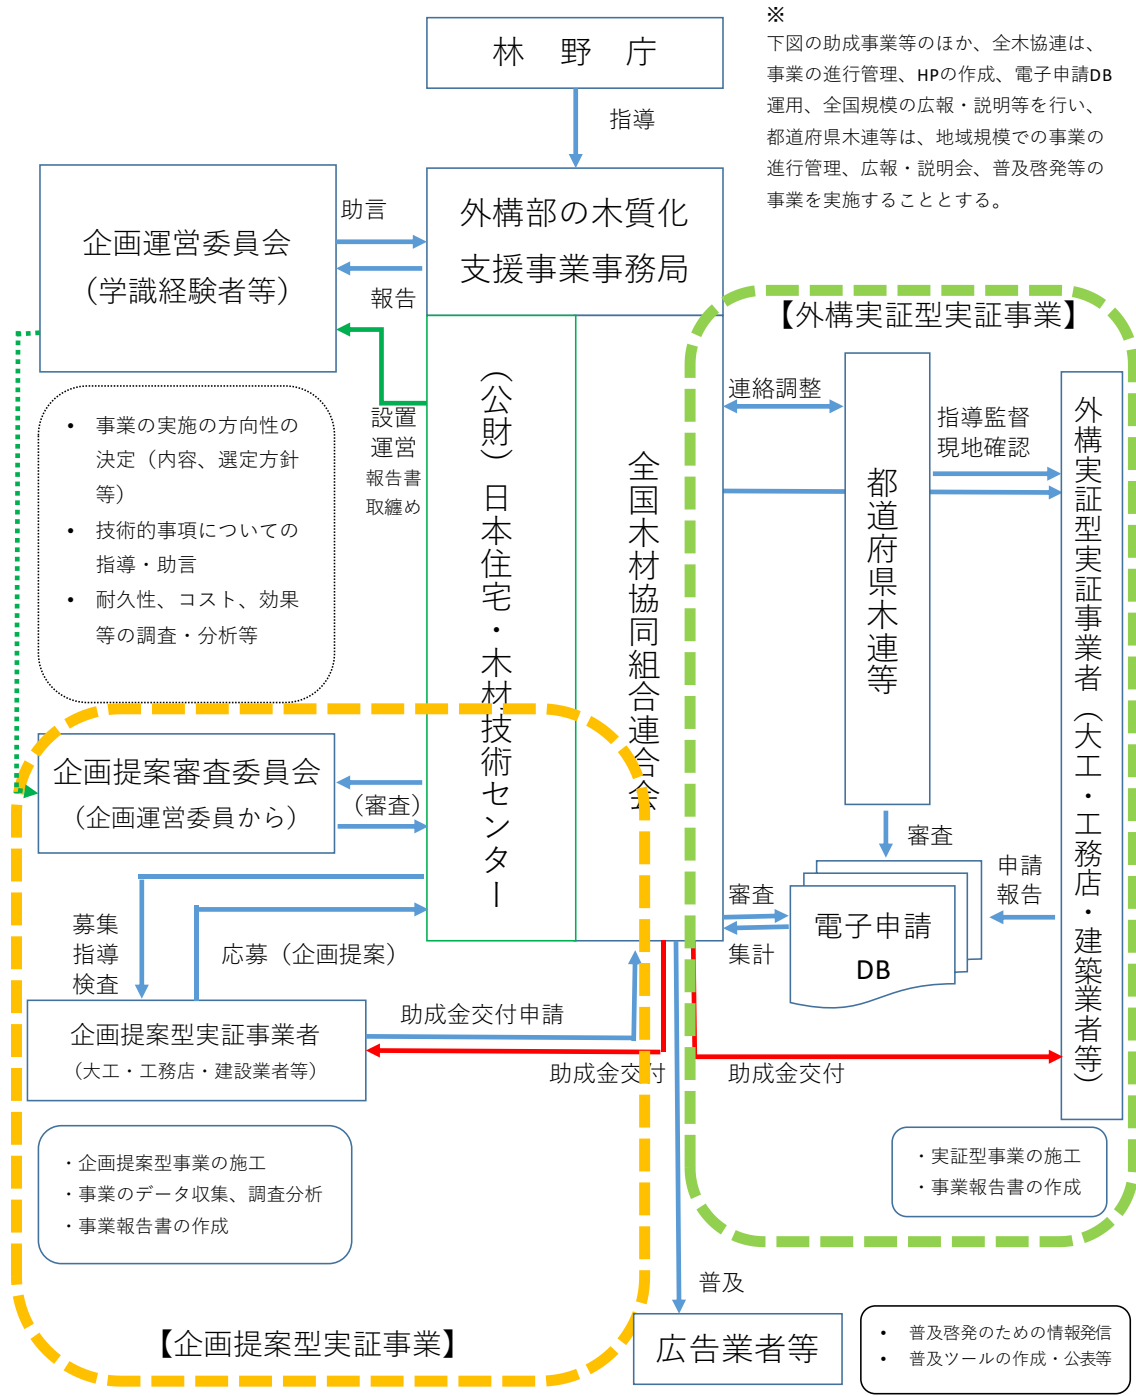 林 野 庁
※
下図の助成事業等のほか、全木協連は、
事業の進行管理、HPの作成、電子申請DB
運用、全国規模の広報・説明等を行い、
都道府県木連等は、地域規模での事業の
進行管理、広報・説明会、普及啓発等の
事業を実施することとする。
指導
企画運営委員会
（学識経験者等）
助言
報告
外構部の木質化
支援事業事務局
設置
運営
報告書
取纏め
（公財）日本住宅・木材技術センター
全国木材協同組合連合会
• 事業の実施の方向性の
決定（内容、選定方針
等）
• 技術的事項についての
指導・助言
• 耐久性、コスト、効果
等の調査・分析等
【外構実証型実証事業】
連絡調整
都道府県木連等
指導監督
現地確認
外構実証型実証事業者（大工・工務店・建築業者等）
審査
申請
報告
審査
集計
電子申請
DB
助成金交付
・実証型事業の施工
・事業報告書の作成
企画提案審査委員会
（企画運営委員から）
（審査）
募集
指導
検査
応募（企画提案）
企画提案型実証事業者
（大工・工務店・建設業者等）
助成金交付申請
助成金交付
・企画提案型事業の施工
・事業のデータ収集、調査分析
・事業報告書の作成
【企画提案型実証事業】
普及
広告業者等
• 普及啓発のための情報発信
• 普及ツールの作成・公表等